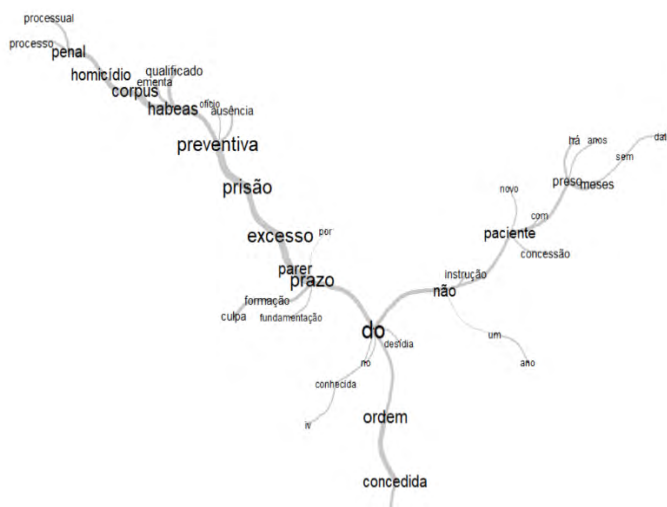 processual
processo
penal
homicídio
qualificado
ementa
corpus
habeas
ofício
ausência
preventiva
prisão
excesso
por
parer
prazo
formação
culpa
fundamentação
do
desídia
no
conhecida
iv
ordem
concedida
não
instrução
um
ano
paciente
novo
com
concessão
preso
meses
há
anos
sem
dat